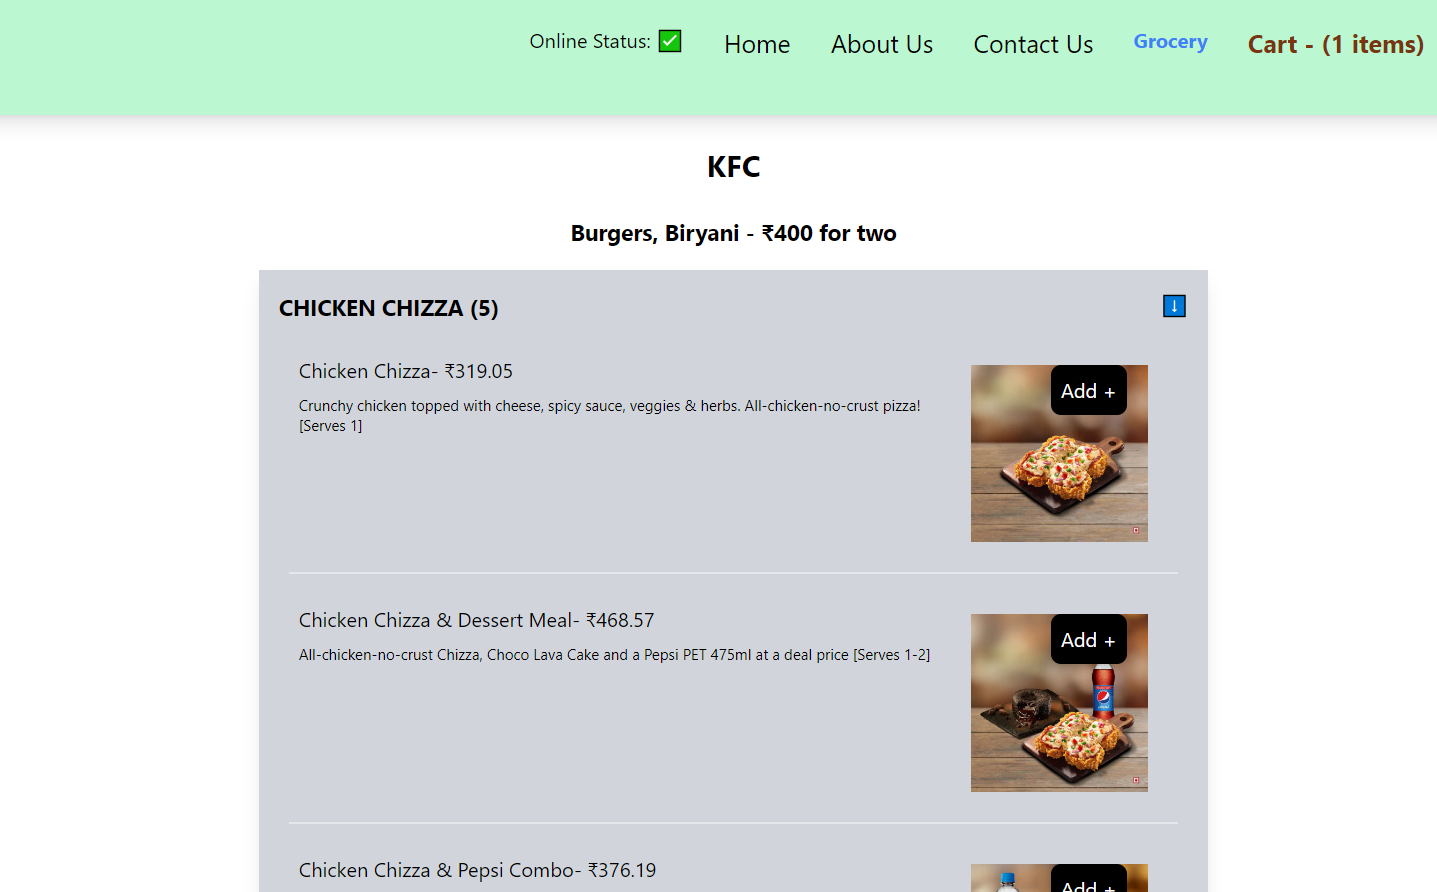 Online Status: ✅ Home About Us Contact Us Grocery Cart - (1 items)
KFC
Burgers, Biryani - ₹400 for two
CHICKEN CHIZZA (5) ⬇
Chicken Chizza- ₹319.05
Add +
Crunchy chicken topped with cheese, spicy sauce, veggies & herbs. All-chicken-no-crust pizza!
[Serves 1]
Chicken Chizza & Dessert Meal- ₹468.57
Add +
All-chicken-no-crust Chizza, Choco Lava Cake and a Pepsi PET 475ml at a deal price [Serves 1-2]
Chicken Chizza & Pepsi Combo- ₹376.19
Add +